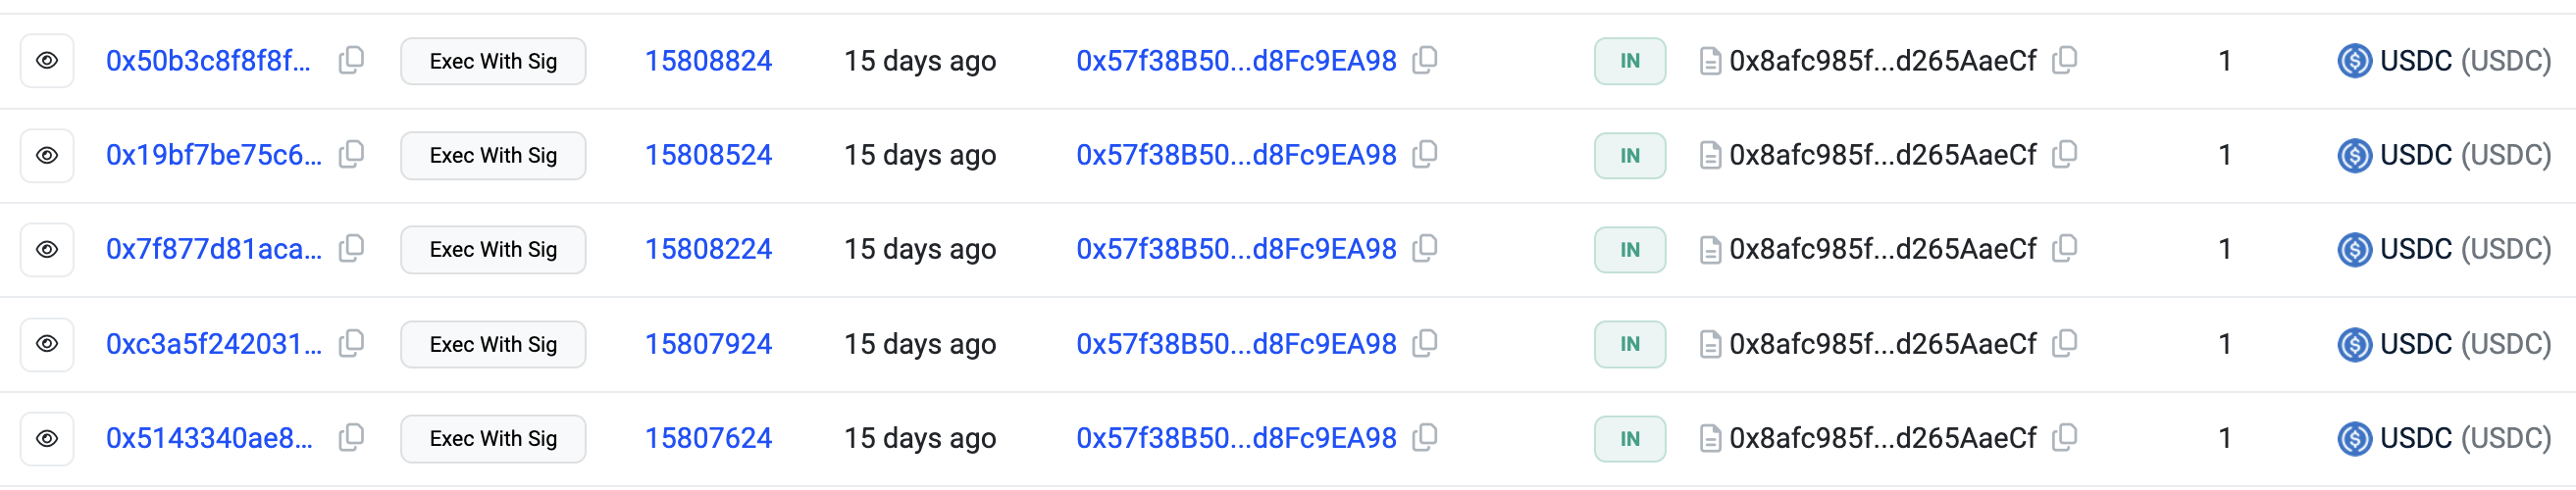 0x50b3c8f8f8f... Exec With Sig 15808824 15 days ago 0x57f38B50...d8Fc9EA98 IN 0x8afc985f...d265AaeCf 1 USDC (USDC)
0x19bf7be75c6... Exec With Sig 15808524 15 days ago 0x57f38B50...d8Fc9EA98 IN 0x8afc985f...d265AaeCf 1 USDC (USDC)
0x7f877d81aca... Exec With Sig 15808224 15 days ago 0x57f38B50...d8Fc9EA98 IN 0x8afc985f...d265AaeCf 1 USDC (USDC)
0xc3a5f242031... Exec With Sig 15807924 15 days ago 0x57f38B50...d8Fc9EA98 IN 0x8afc985f...d265AaeCf 1 USDC (USDC)
0x5143340ae8... Exec With Sig 15807624 15 days ago 0x57f38B50...d8Fc9EA98 IN 0x8afc985f...d265AaeCf 1 USDC (USDC)